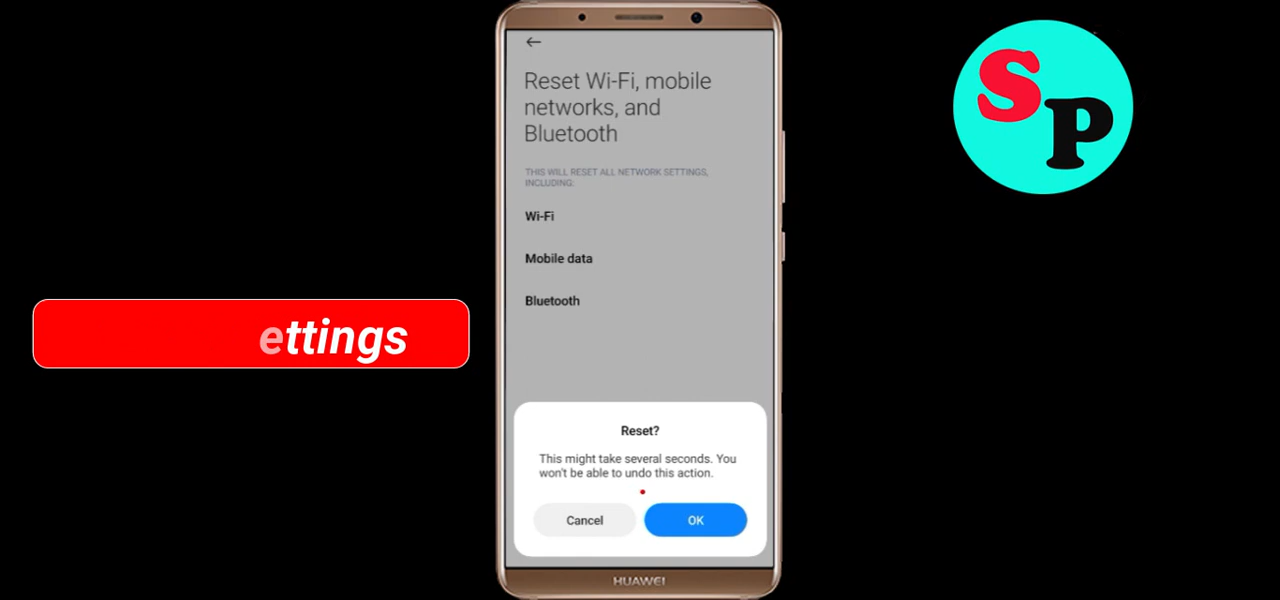 Reset Wi-Fi, mobile
networks, and
Bluetooth
THIS WILL RESET ALL NETWORK SETTINGS,
INCLUDING:
Wi-Fi
Mobile data
Bluetooth
Reset?
This might take several seconds. You
won't be able to undo this action.
Cancel
OK
HUAWEI
ettings
SP